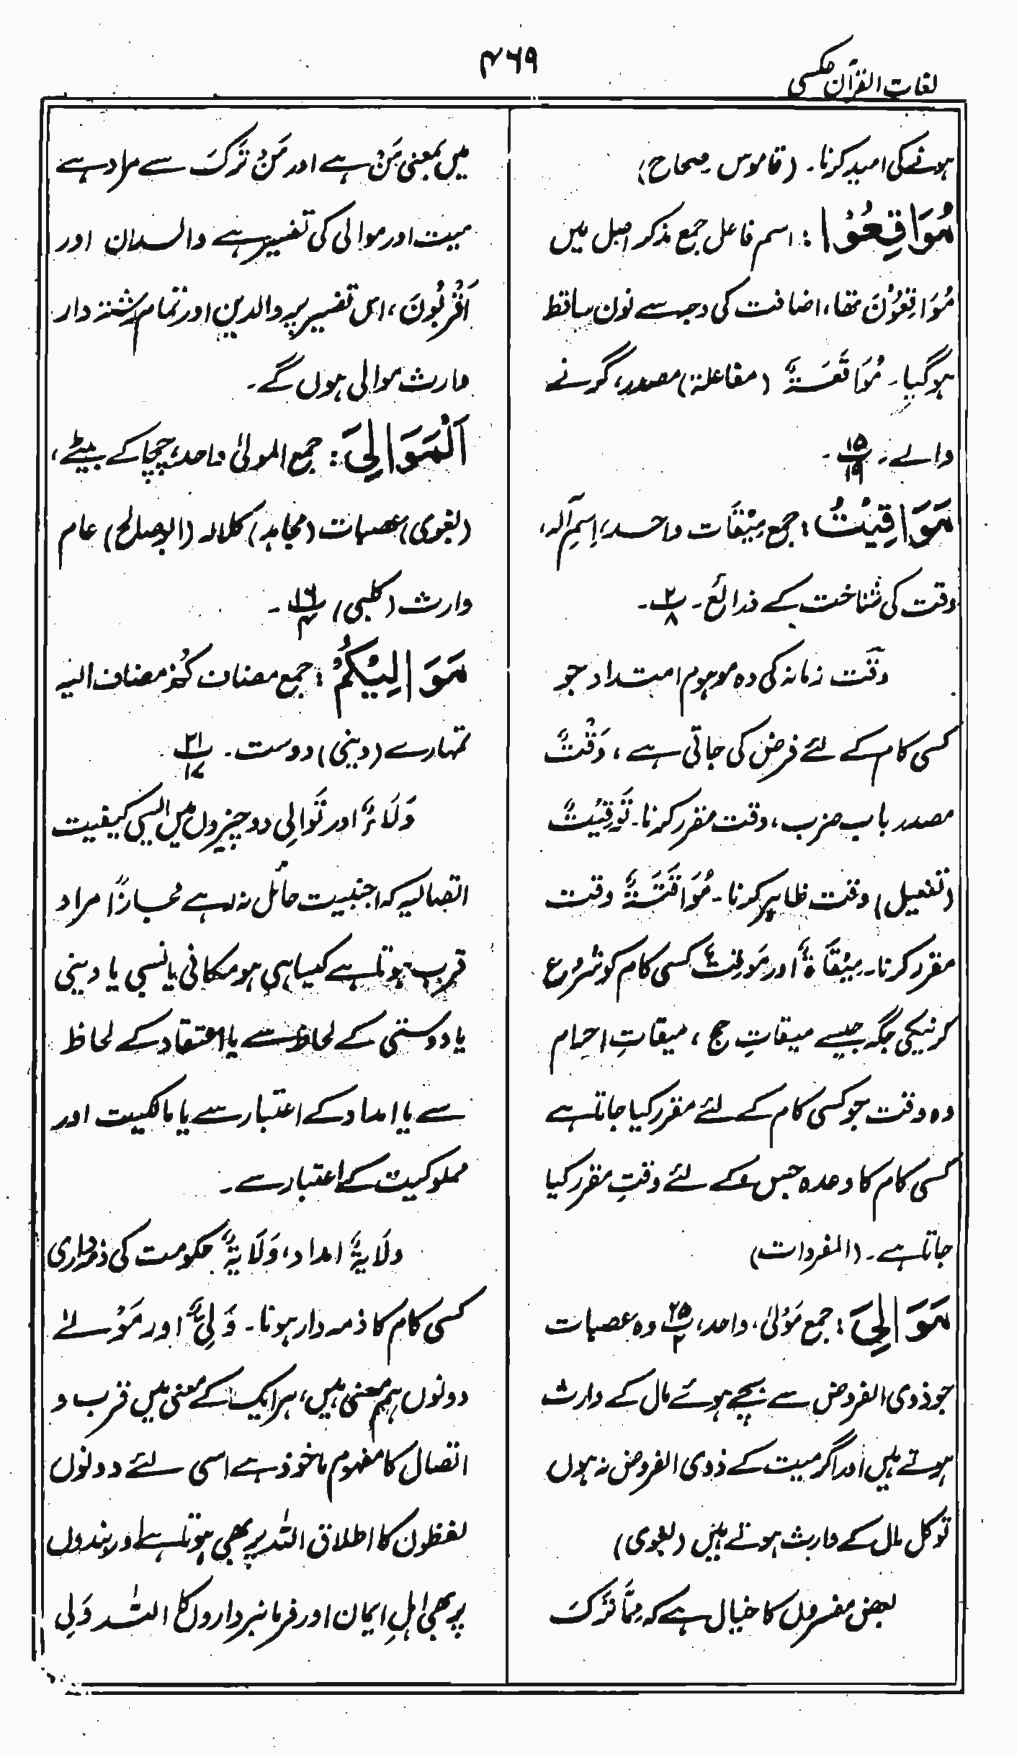 لغات القرآن عکسی
۴۶۹
ہونے کی امید کرنا۔ (قاموس۔ صحاح)
مُوَاقِعُوْا: اسم فاعل جمع مذکر اصل میں
مُوَاقِعُوْنَ تھا، اضافت کی وجہ سے نون ساقط
ہوگیا۔ مُوَاقَعَةٌ (مفاعلۃ) مصدر، گرنے
والے۔ ۱۵/۱۹۔
مَوَاقِیْتُ: جمع مِیْقَات واحد، اِسمِ آلہ،
وقت کی شناخت کے ذرائع۔ ۲/۸۔
وقت زمانہ کی وہ موہوم امتداد جو
کسی کام کے لئے فرض کی جاتی ہے، وَقْتٌ
مصدر باب ضرب، وقت مقرر کرنا۔ تَوْقِیْتٌ
(تفعیل) وقت ظاہر کرنا۔ مُوَاقَتَةٌ وقت
مقرر کرنا۔ مِیْقَاةٌ اور مَوقِتٌ کسی کام کو شروع
کرنیکی جگہ جیسے میقاتِ حج، میقاتِ احرام
وہ وقت جو کسی کام کے لئے مقرر کیا جاتا ہے
کسی کام کا وعدہ جس کے لئے وقتِ مقرر کیا
جاتا ہے۔ (المفردات)
مَوَالِیَ: جمع مَوْلیٰ، واحد، ۲۵/۲ وہ عصبات
جو ذوی الفروض سے بچے ہوئے مال کے وارث
ہوتے ہیں اور اگر میت کے ذوی الفروض نہ ہوں
تو کل مال کے وارث ہوتے ہیں (لغوی)
بعض مفسروں کا خیال ہے کہ مِمَّا تَرَکَ
میں بمعنی مَنْ ہے اور مَنْ تَرَکَ سے مراد ہے
میت اور موالی کی تفسیر ہے والدان اور
اَقْرَبُونَ، اس تفسیر پر والدین اور تمام رشتہ دار
وارث موالی ہوں گے۔
اَلْمَوَالِیَ: جمع المولیٰ واحد، چچا کے بیٹے،
(لغوی) عصبات (مجاہد) کلالہ (ابوصالح) عام
وارث (کلبی) ۱۶/۴۔
مَوَالِیْکُمْ: جمع مضاف کُمْ مضاف الیہ
تمہارے (دینی) دوست۔ ۲۱/۱۷۔
وَلَاءٌ اور تَوَالِی دو چیزوں میں ایسی کیفیت
اتصالیہ کہ اجنبیت حائل نہ رہے مجازاً مراد
قرب ہوتا ہے کیسا ہی ہو مکانی یا نسبی یا دینی
یا دوستی کے لحاظ سے یا اعتقاد کے لحاظ
سے یا امداد کے اعتبار سے یا مالکیت اور
مملوکیت کے اعتبار سے۔
وِلَایَةٌ امداد، وَلَایَةٌ حکومت کی ذمہ داری
کسی کام کا ذمہ دار ہونا۔ وَلِیٌّ اور مَوْلیٰ
دونوں ہم معنی ہیں، ہر ایک کے معنی میں قرب و
اتصال کا مفہوم ماخوذ ہے اسی لئے دونوں
لفظوں کا اطلاق اللہ پر بھی ہوتا ہے اور بندوں
پر بھی اہلِ ایمان اور فرمانبرداروں کا اللہ وَلِی